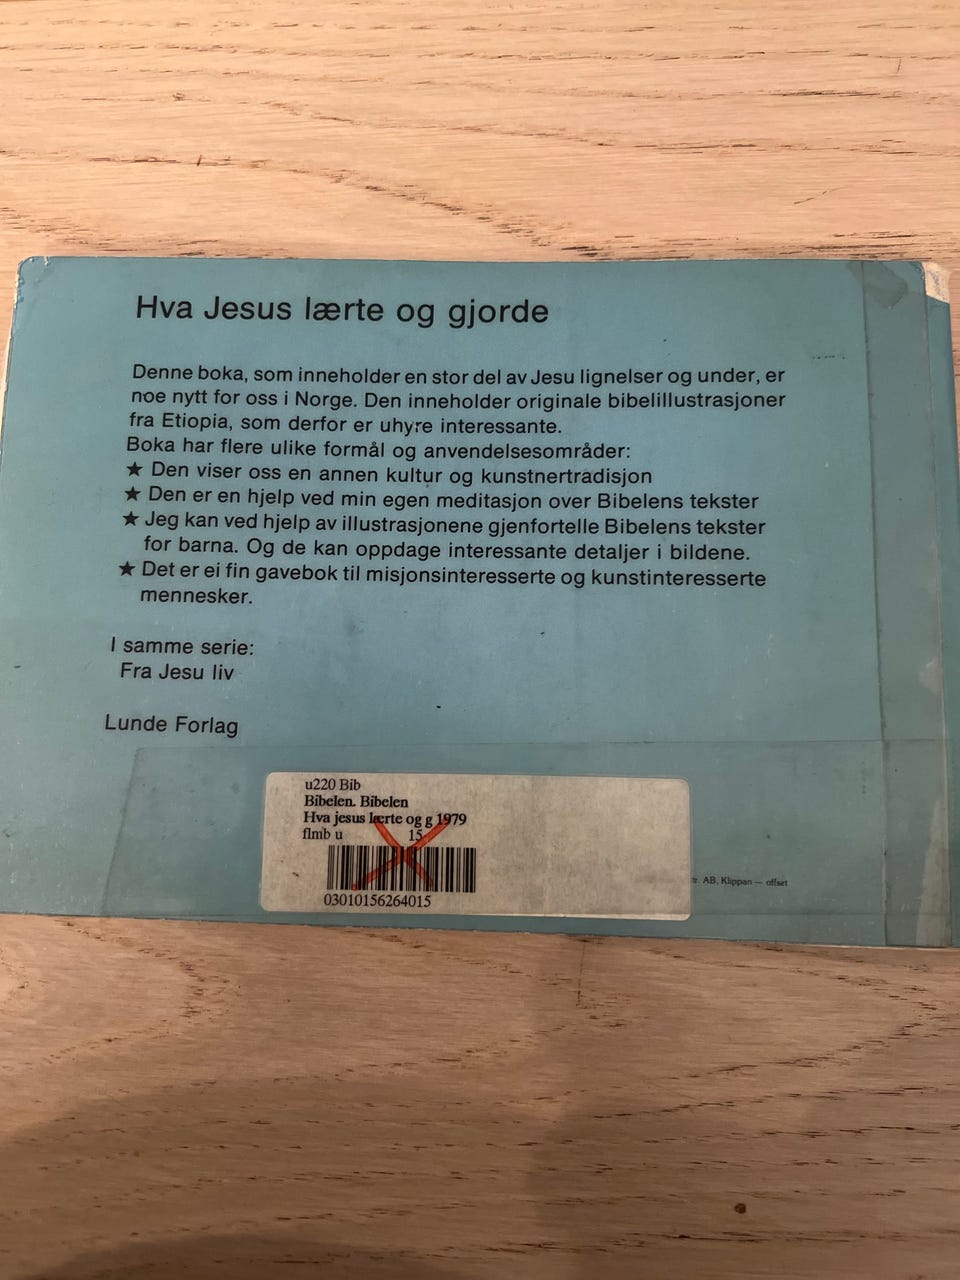 Hva Jesus lærte og gjorde
Denne boka, som inneholder en stor del av Jesu lignelser og under, er
noe nytt for oss i Norge. Den inneholder originale bibelillustrasjoner
fra Etiopia, som derfor er uhyre interessante.
Boka har flere ulike formål og anvendelsesområder:
★ Den viser oss en annen kultur og kunstnertradisjon
★ Den er en hjelp ved min egen meditasjon over Bibelens tekster
★ Jeg kan ved hjelp av illustrasjonene gjenfortelle Bibelens tekster
for barna. Og de kan oppdage interessante detaljer i bildene.
★ Det er ei fin gavebok til misjonsinteresserte og kunstinteresserte
mennesker.
I samme serie:
Fra Jesu liv
Lunde Forlag
u220 Bib
Bibelen. Bibelen
Hva jesus lærte og g 1979
flmb u 15
03010156264015
tr. AB, Klippan — offset